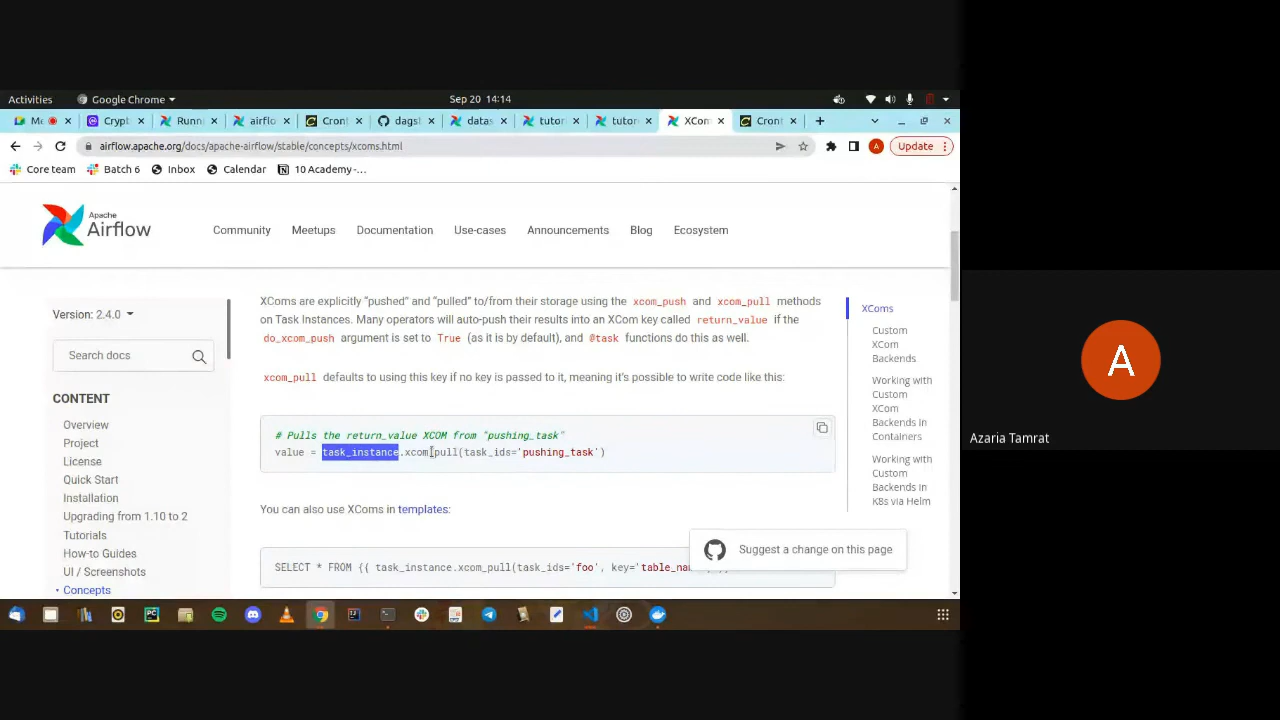 Activities
Google Chrome
Sep 20 14:14
Me
Crypt
Runn
airflo
Cront
dagst
datas
tutori
tutori
XCom
Cront
airflow.apache.org/docs/apache-airflow/stable/concepts/xcoms.html
A
Update
Core team
Batch 6
Inbox
Calendar
10 Academy -...
Apache
Airflow
Community
Meetups
Documentation
Use-cases
Announcements
Blog
Ecosystem
Version: 2.4.0
Search docs
CONTENT
Overview
Project
License
Quick Start
Installation
Upgrading from 1.10 to 2
Tutorials
How-to Guides
UI / Screenshots
Concepts
XComs are explicitly “pushed” and “pulled” to/from their storage using the xcom_push and xcom_pull methods
on Task Instances. Many operators will auto-push their results into an XCom key called return_value if the
do_xcom_push argument is set to True (as it is by default), and @task functions do this as well.
xcom_pull defaults to using this key if no key is passed to it, meaning it's possible to write code like this:
# Pulls the return_value XCOM from "pushing_task"
value = task_instance.xcom_pull(task_ids='pushing_task')
You can also use XComs in templates:
SELECT * FROM {{ task_instance.xcom_pull(task_ids='foo', key='table_na
Suggest a change on this page
XComs
Custom
XCom
Backends
Working with
Custom
XCom
Backends in
Containers
Working with
Custom
Backends in
K8s via Helm
A
Azaria Tamrat